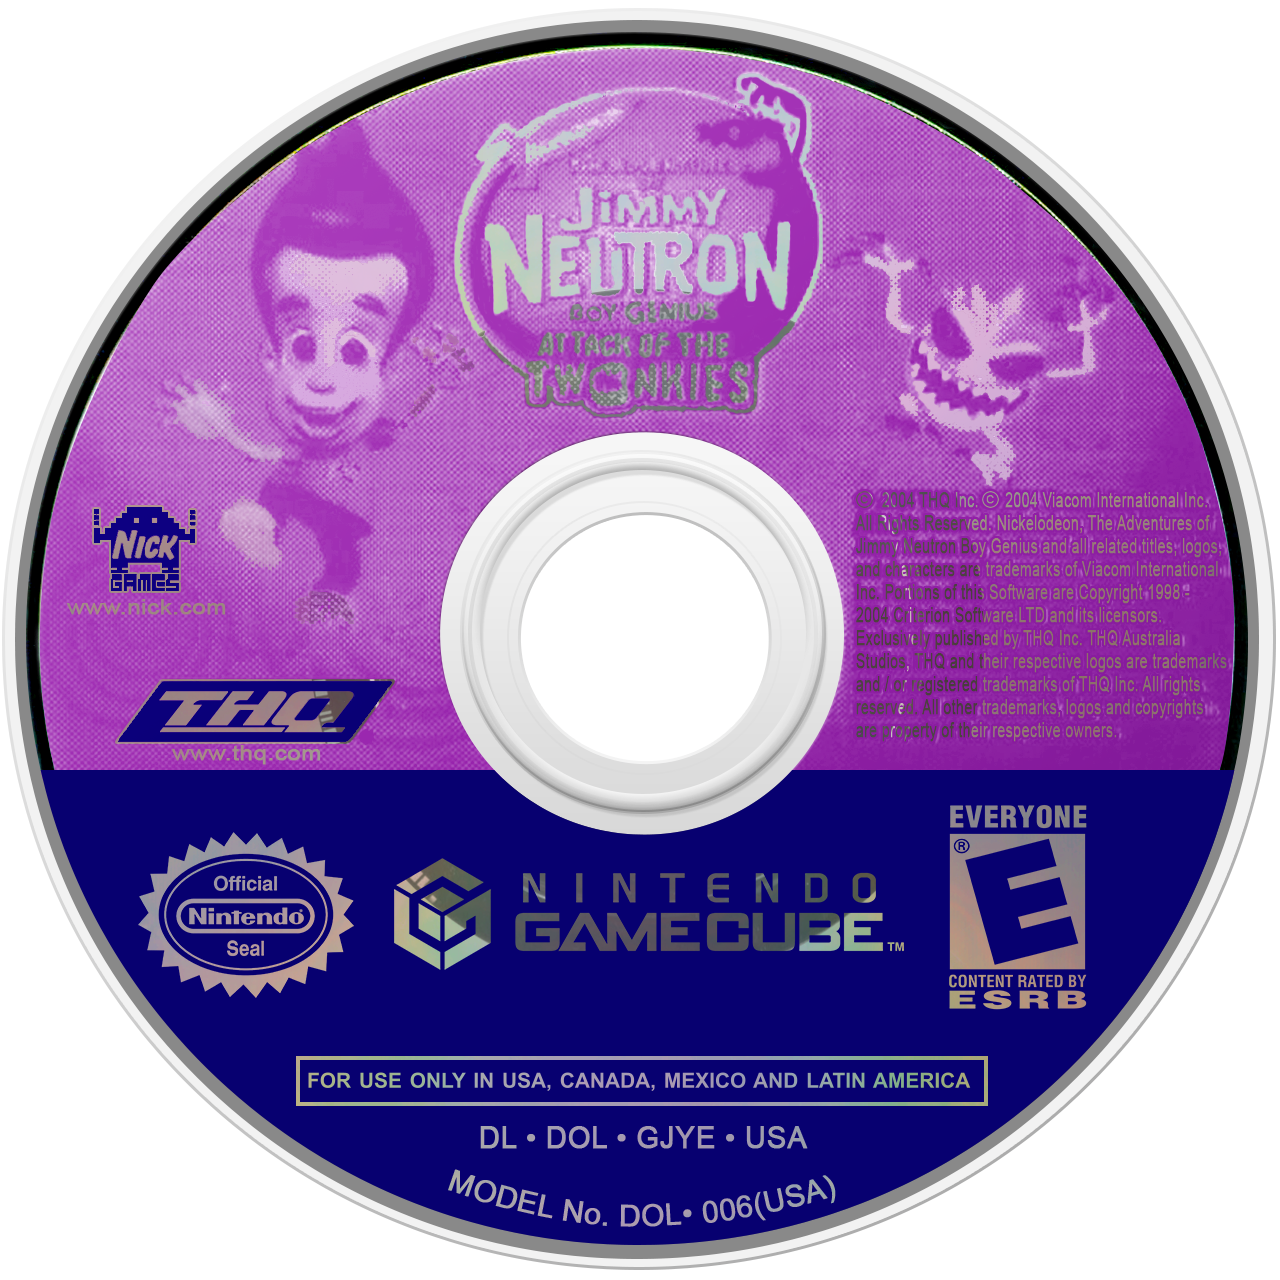 JIMMY
NEUTRON
BOY GENIUS
ATTACK OF THE
TWONKIES
NICK
GAMES
www.nick.com
THQ
www.thq.com
© 2004 THQ Inc. © 2004 Viacom International Inc.
All Rights Reserved. Nickelodeon, The Adventures of
Jimmy Neutron Boy Genius and all related titles, logos,
and characters are trademarks of Viacom International
Inc. Portions of this Software are Copyright 1998 -
2004 Criterion Software LTD and its licensors.
Exclusively published by THQ Inc. THQ Australia
Studios, THQ and their respective logos are trademarks
and / or registered trademarks of THQ Inc. All rights
reserved. All other trademarks, logos and copyrights
are property of their respective owners.
Official
Nintendo®
Seal
NINTENDO
GAMECUBE™
EVERYONE
®
E
CONTENT RATED BY
ESRB
FOR USE ONLY IN USA, CANADA, MEXICO AND LATIN AMERICA
DL • DOL • GJYE • USA
MODEL No. DOL• 006(USA)